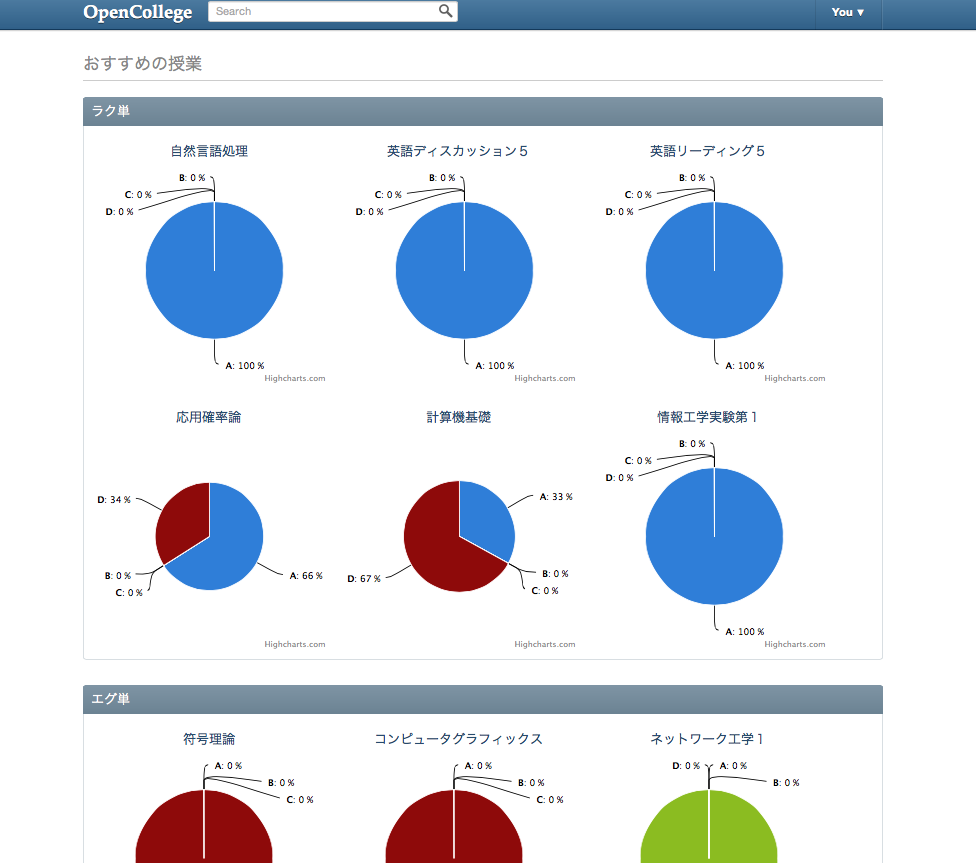 OpenCollege Search You ▼
おすすめの授業
ラク単
自然言語処理
B: 0 %
C: 0 %
D: 0 %
A: 100 %
Highcharts.com
英語ディスカッション５
B: 0 %
C: 0 %
D: 0 %
A: 100 %
Highcharts.com
英語リーディング５
B: 0 %
C: 0 %
D: 0 %
A: 100 %
Highcharts.com
応用確率論
D: 34 %
B: 0 %
C: 0 %
A: 66 %
Highcharts.com
計算機基礎
A: 33 %
D: 67 %
B: 0 %
C: 0 %
Highcharts.com
情報工学実験第１
B: 0 %
C: 0 %
D: 0 %
A: 100 %
Highcharts.com
エグ単
符号理論
A: 0 %
B: 0 %
C: 0 %
コンピュータグラフィックス
A: 0 %
B: 0 %
C: 0 %
ネットワーク工学１
D: 0 %
A: 0 %
B: 0 %